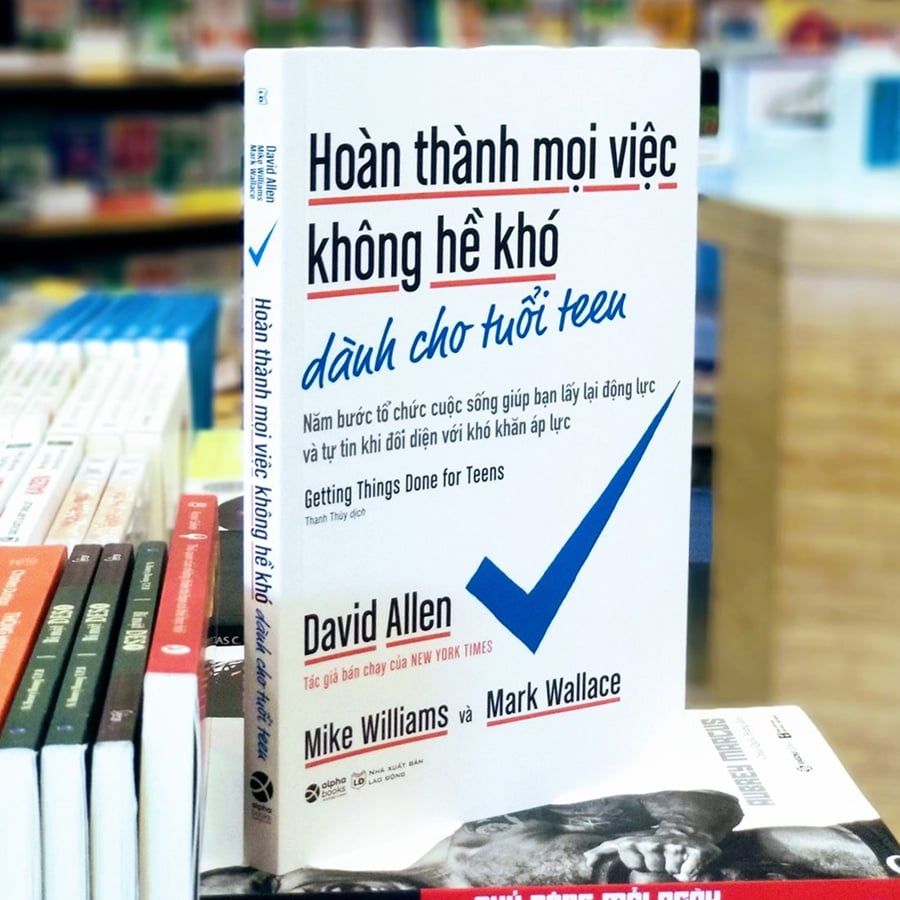 Hoàn thành mọi việc
không hề khó
dành cho tuổi teen
Năm bước tổ chức cuộc sống giúp bạn lấy lại động lực
và tự tin khi đối diện với khó khăn áp lực
Getting Things Done for Teens
Thanh Thùy dịch
David Allen
Tác giả bán chạy của NEW YORK TIMES
Mike Williams và Mark Wallace
alpha books
NHÀ XUẤT BẢN
LAO ĐỘNG
David Allen
Mike Williams
Mark Wallace
Hoàn thành mọi việc không hề khó dành cho tuổi teen
alpha books
AUBREY MARCUS